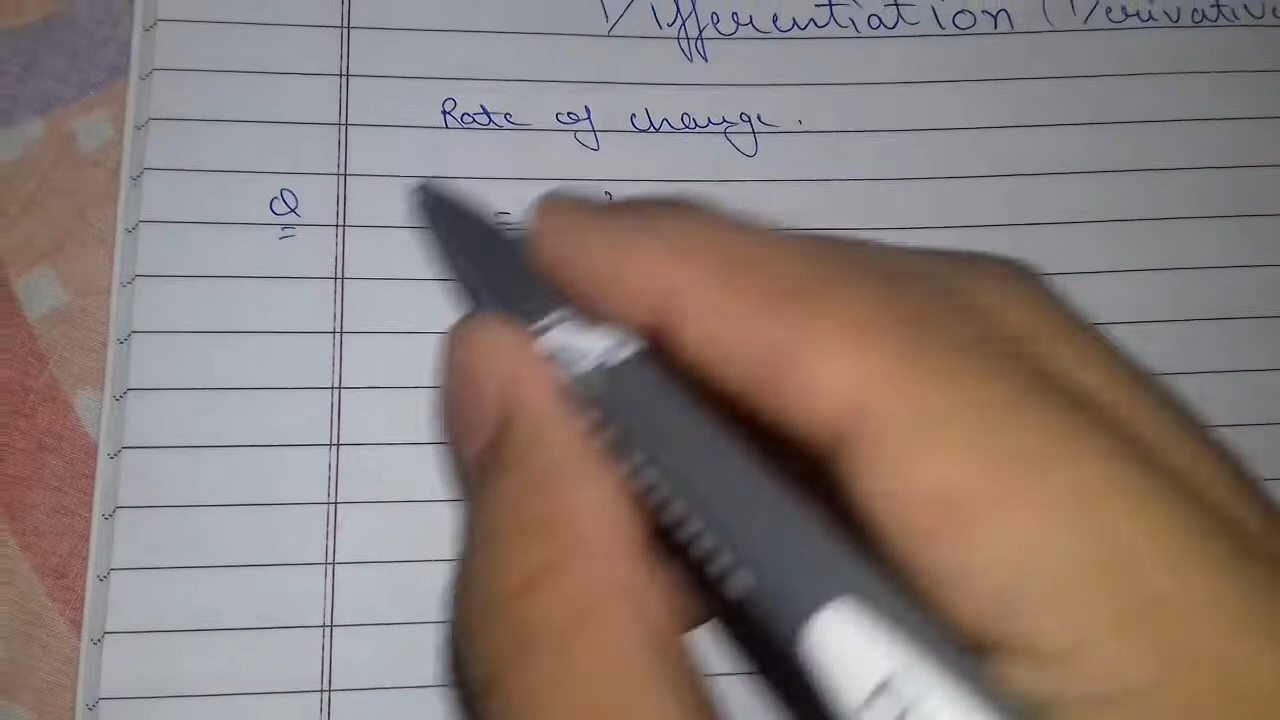 Differentiation (Derivative
Rate of change.
Q =